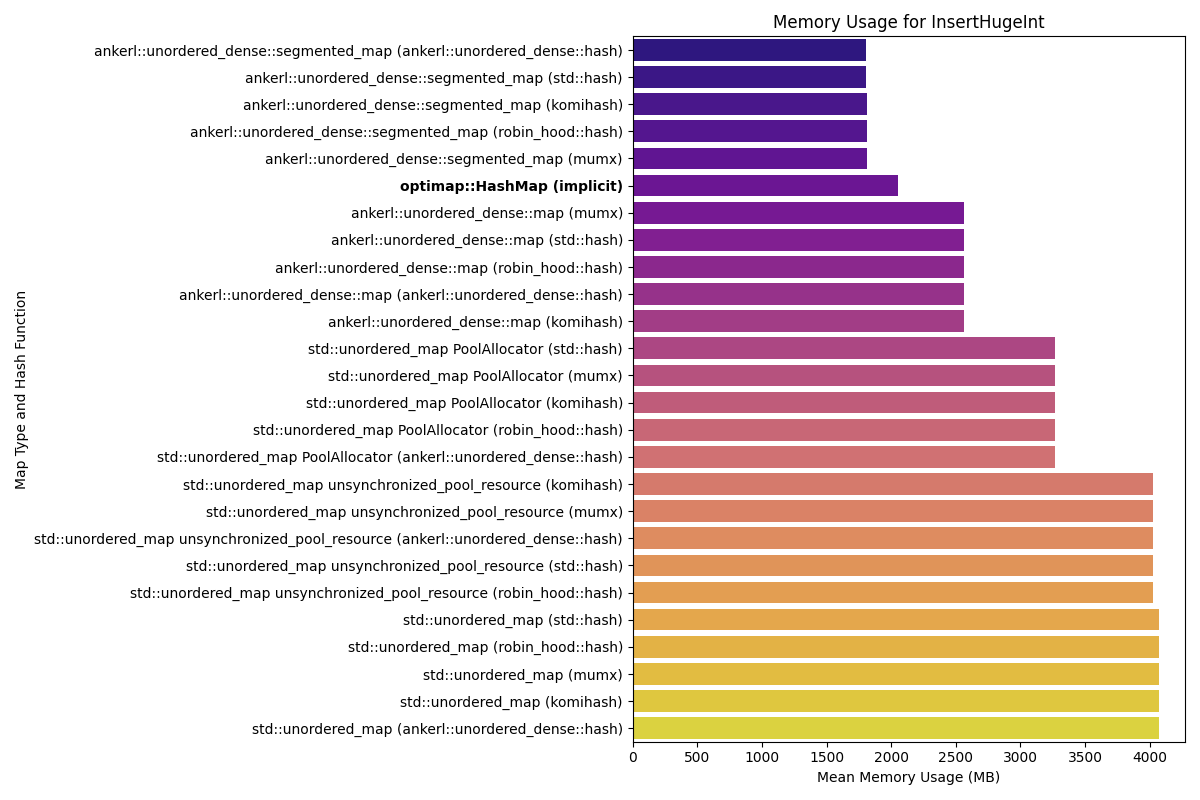 Memory Usage for InsertHugeInt
Map Type and Hash Function
ankerl::unordered_dense::segmented_map (ankerl::unordered_dense::hash)
ankerl::unordered_dense::segmented_map (std::hash)
ankerl::unordered_dense::segmented_map (komihash)
ankerl::unordered_dense::segmented_map (robin_hood::hash)
ankerl::unordered_dense::segmented_map (mumx)
optimap::HashMap (implicit)
ankerl::unordered_dense::map (mumx)
ankerl::unordered_dense::map (std::hash)
ankerl::unordered_dense::map (robin_hood::hash)
ankerl::unordered_dense::map (ankerl::unordered_dense::hash)
ankerl::unordered_dense::map (komihash)
std::unordered_map PoolAllocator (std::hash)
std::unordered_map PoolAllocator (mumx)
std::unordered_map PoolAllocator (komihash)
std::unordered_map PoolAllocator (robin_hood::hash)
std::unordered_map PoolAllocator (ankerl::unordered_dense::hash)
std::unordered_map unsynchronized_pool_resource (komihash)
std::unordered_map unsynchronized_pool_resource (mumx)
std::unordered_map unsynchronized_pool_resource (ankerl::unordered_dense::hash)
std::unordered_map unsynchronized_pool_resource (std::hash)
std::unordered_map unsynchronized_pool_resource (robin_hood::hash)
std::unordered_map (std::hash)
std::unordered_map (robin_hood::hash)
std::unordered_map (mumx)
std::unordered_map (komihash)
std::unordered_map (ankerl::unordered_dense::hash)
0 500 1000 1500 2000 2500 3000 3500 4000
Mean Memory Usage (MB)